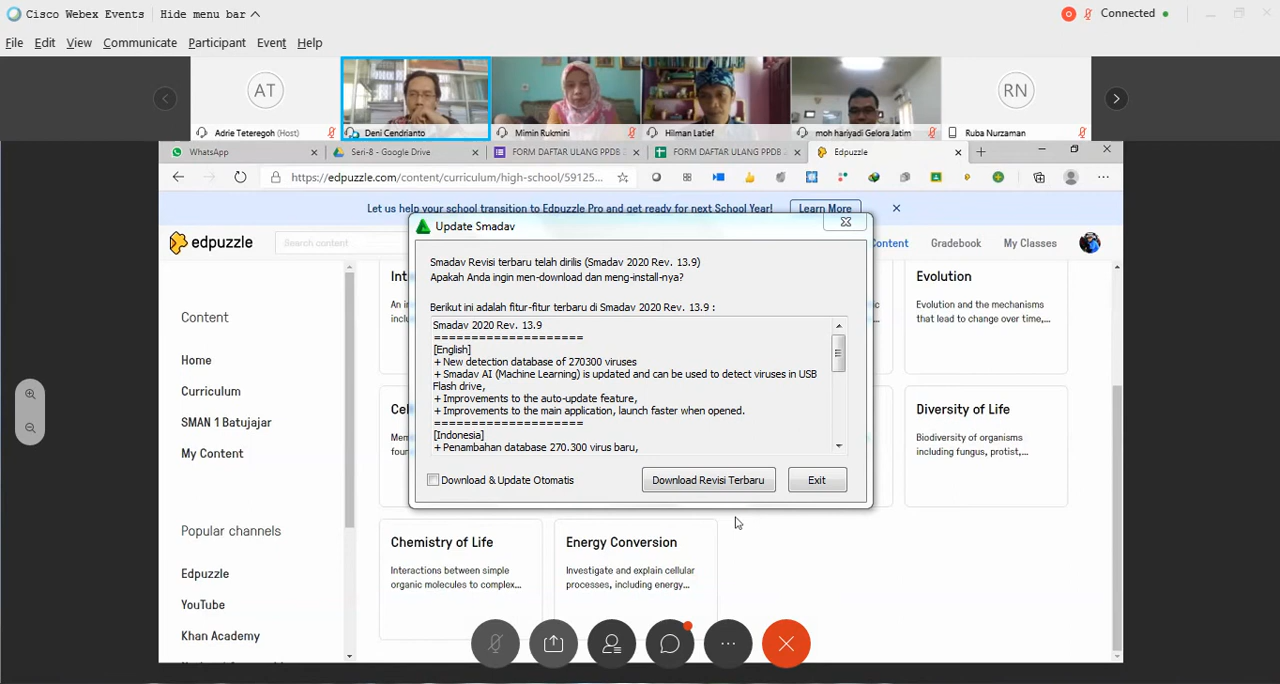 Cisco Webex Events
Hide menu bar
Connected
File Edit View Communicate Participant Event Help
AT
RN
Adrie Teteregoh (Host)
Deni Cendrianto
Mimin Rukmini
Hilman Latief
moh hariyadi Gelora Jatim
Ruba Nurzaman
WhatsApp
Seri-8 - Google Drive
FORM DAFTAR ULANG PPDB
FORM DAFTAR ULANG PPDB
Edpuzzle
https://edpuzzle.com/content/curriculum/high-school/59125...
Let us help your school transition to Edpuzzle Pro and get ready for next School Year!
Learn More
edpuzzle
Search content
Content
Gradebook
My Classes
Update Smadav
Smadav Revisi terbaru telah dirilis (Smadav 2020 Rev. 13.9)
Apakah Anda ingin men-download dan meng-install-nya?
Berikut ini adalah fitur-fitur terbaru di Smadav 2020 Rev. 13.9 :
Smadav 2020 Rev. 13.9
====================
[English]
+ New detection database of 270300 viruses
+ Smadav AI (Machine Learning) is updated and can be used to detect viruses in USB
Flash drive,
+ Improvements to the auto-update feature,
+ Improvements to the main application, launch faster when opened.
====================
[Indonesia]
+ Penambahan database 270.300 virus baru,
Download & Update Otomatis
Download Revisi Terbaru
Exit
Content
Home
Curriculum
SMAN 1 Batujajar
My Content
Popular channels
Edpuzzle
YouTube
Khan Academy
Evolution
Evolution and the mechanisms
that lead to change over time,...
Diversity of Life
Biodiversity of organisms
including fungus, protist,...
Chemistry of Life
Interactions between simple
organic molecules to complex...
Energy Conversion
Investigate and explain cellular
processes, including energy...